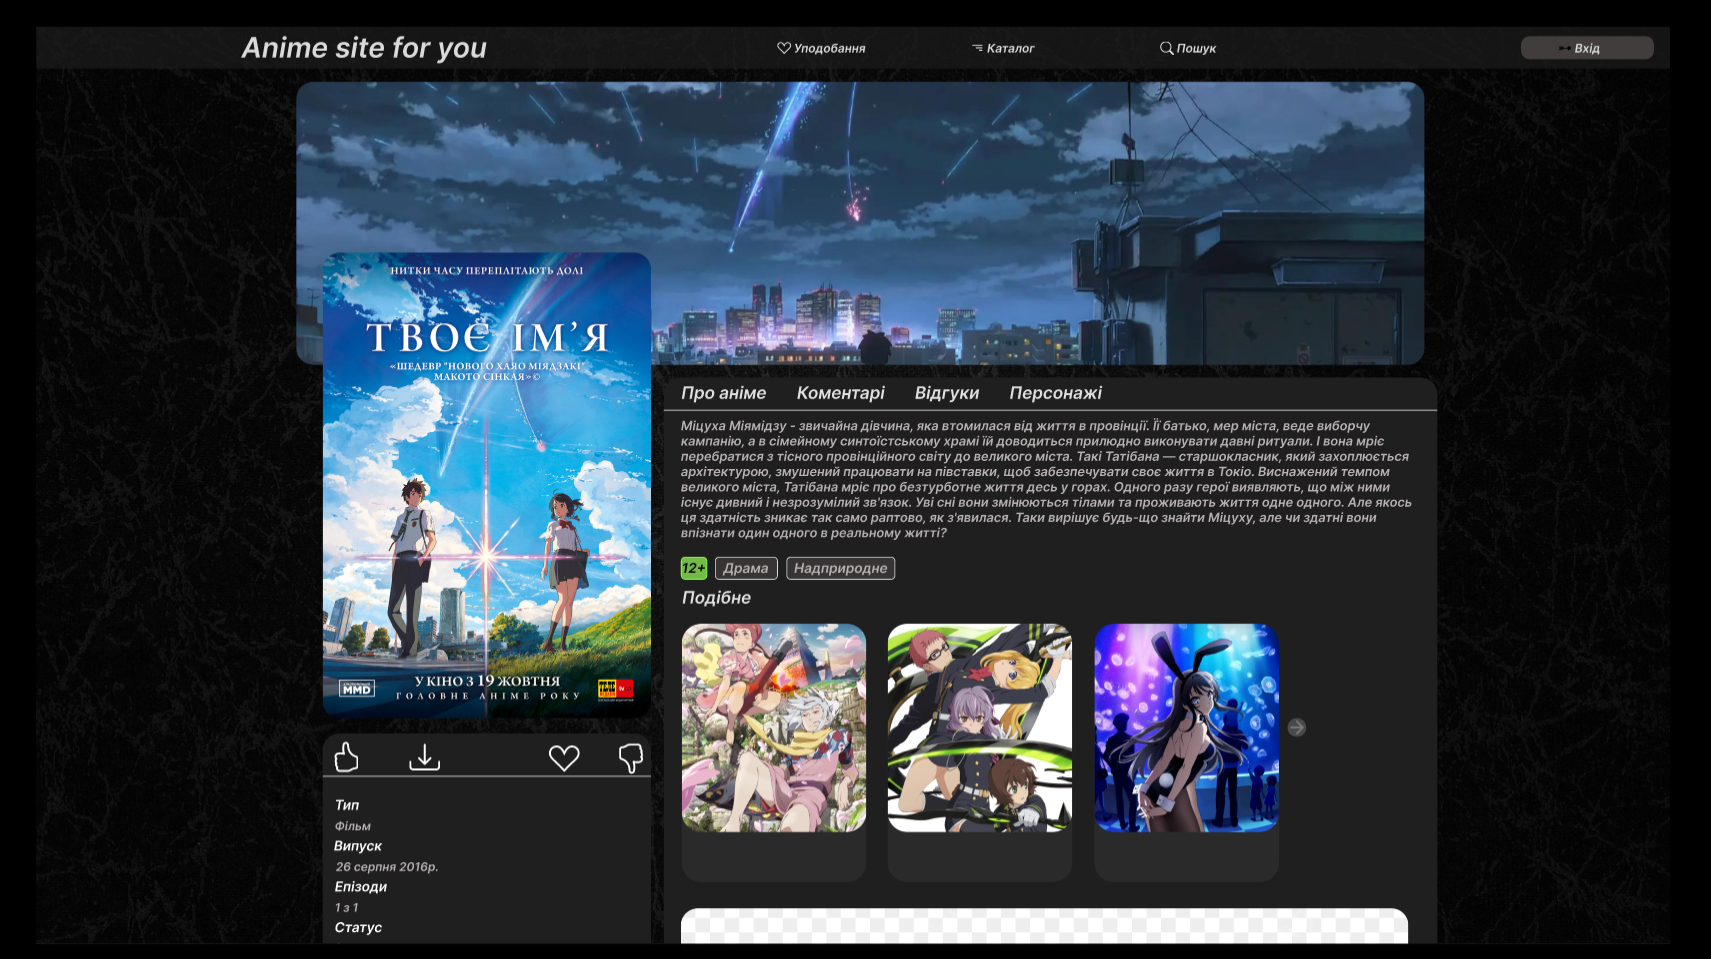 Anime site for you
Уподобання
Каталог
Пошук
Вхід
НИТКИ ЧАСУ ПЕРЕПЛІТАЮТЬ ДОЛІ
ТВОЄ ІМ’Я
«ШЕДЕВР "НОВОГО ХАЯО МІЯДЗАКІ"
МАКОТО СІНКАЯ»©
MMD
У КІНО З 19 ЖОВТНЯ
ГОЛОВНЕ АНІМЕ РОКУ
Про аніме
Коментарі
Відгуки
Персонажі
Міцуха Міямідзу - звичайна дівчина, яка втомилася від життя в провінції. Її батько, мер міста, веде виборчу
кампанію, а в сімейному синтоїстському храмі їй доводиться прилюдно виконувати давні ритуали. І вона мріє
перебратися з тісного провінційного світу до великого міста. Такі Татібана — старшокласник, який захоплюється
архітектурою, змушений працювати на півставки, щоб забезпечувати своє життя в Токіо. Виснажений темпом
великого міста, Татібана мріє про безтурботне життя десь у горах. Одного разу герої виявляють, що між ними
існує дивний і незрозумілий зв'язок. Уві сні вони змінюються тілами та проживають життя одне одного. Але якось
ця здатність зникає так само раптово, як з'явилася. Таки вирішує будь-що знайти Міцуху, але чи здатні вони
впізнати один одного в реальному житті?
12+
Драма
Надприродне
Подібне
Тип
Фільм
Випуск
26 серпня 2016р.
Епізоди
1 з 1
Статус